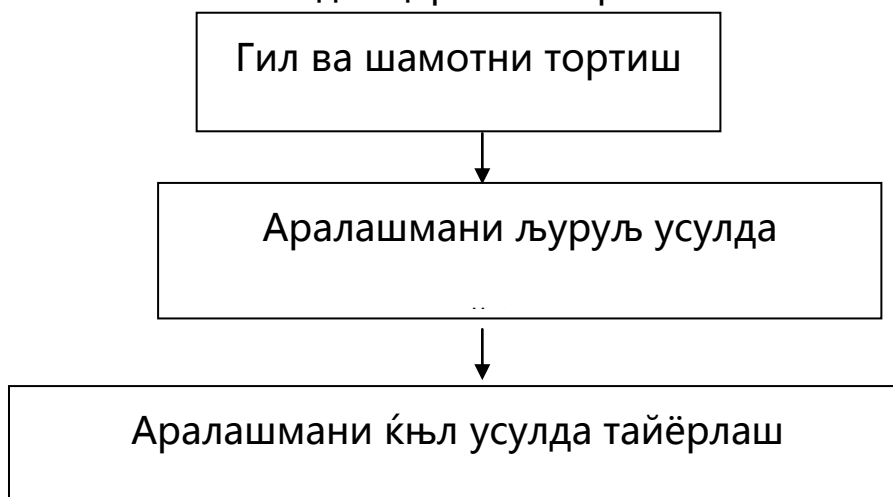 Гил ва шамотни тортиш
Аралашмани љуруљ усулда
Аралашмани ќњл усулда тайёрлаш